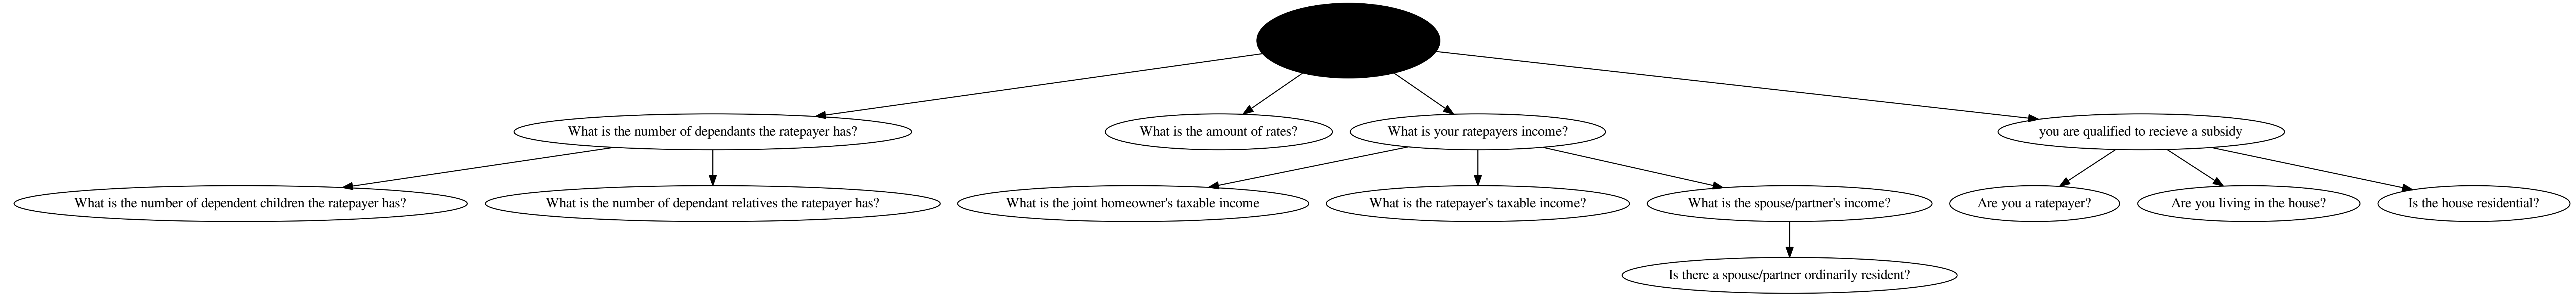 What is the number of dependants the ratepayer has?
What is the amount of rates?
What is your ratepayers income?
you are qualified to recieve a subsidy
What is the number of dependent children the ratepayer has?
What is the number of dependant relatives the ratepayer has?
What is the joint homeowner's taxable income
What is the ratepayer's taxable income?
What is the spouse/partner's income?
Are you a ratepayer?
Are you living in the house?
Is the house residential?
Is there a spouse/partner ordinarily resident?